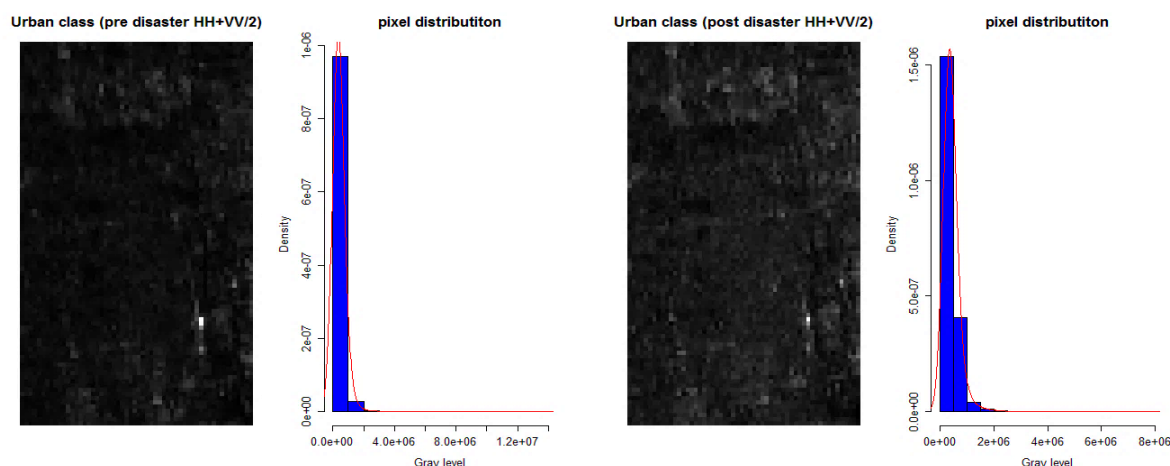 Urban class (pre disaster HH+VV/2)
pixel distributiton
Density
0e+00
2e-07
4e-07
6e-07
8e-07
1e-06
0.0e+00
4.0e+06
8.0e+06
1.2e+07
Gray level
Urban class (post disaster HH+VV/2)
pixel distributiton
Density
0.0e+00
5.0e-07
1.0e-06
1.5e-06
0e+00
2e+06
4e+06
6e+06
8e+06
Gray level